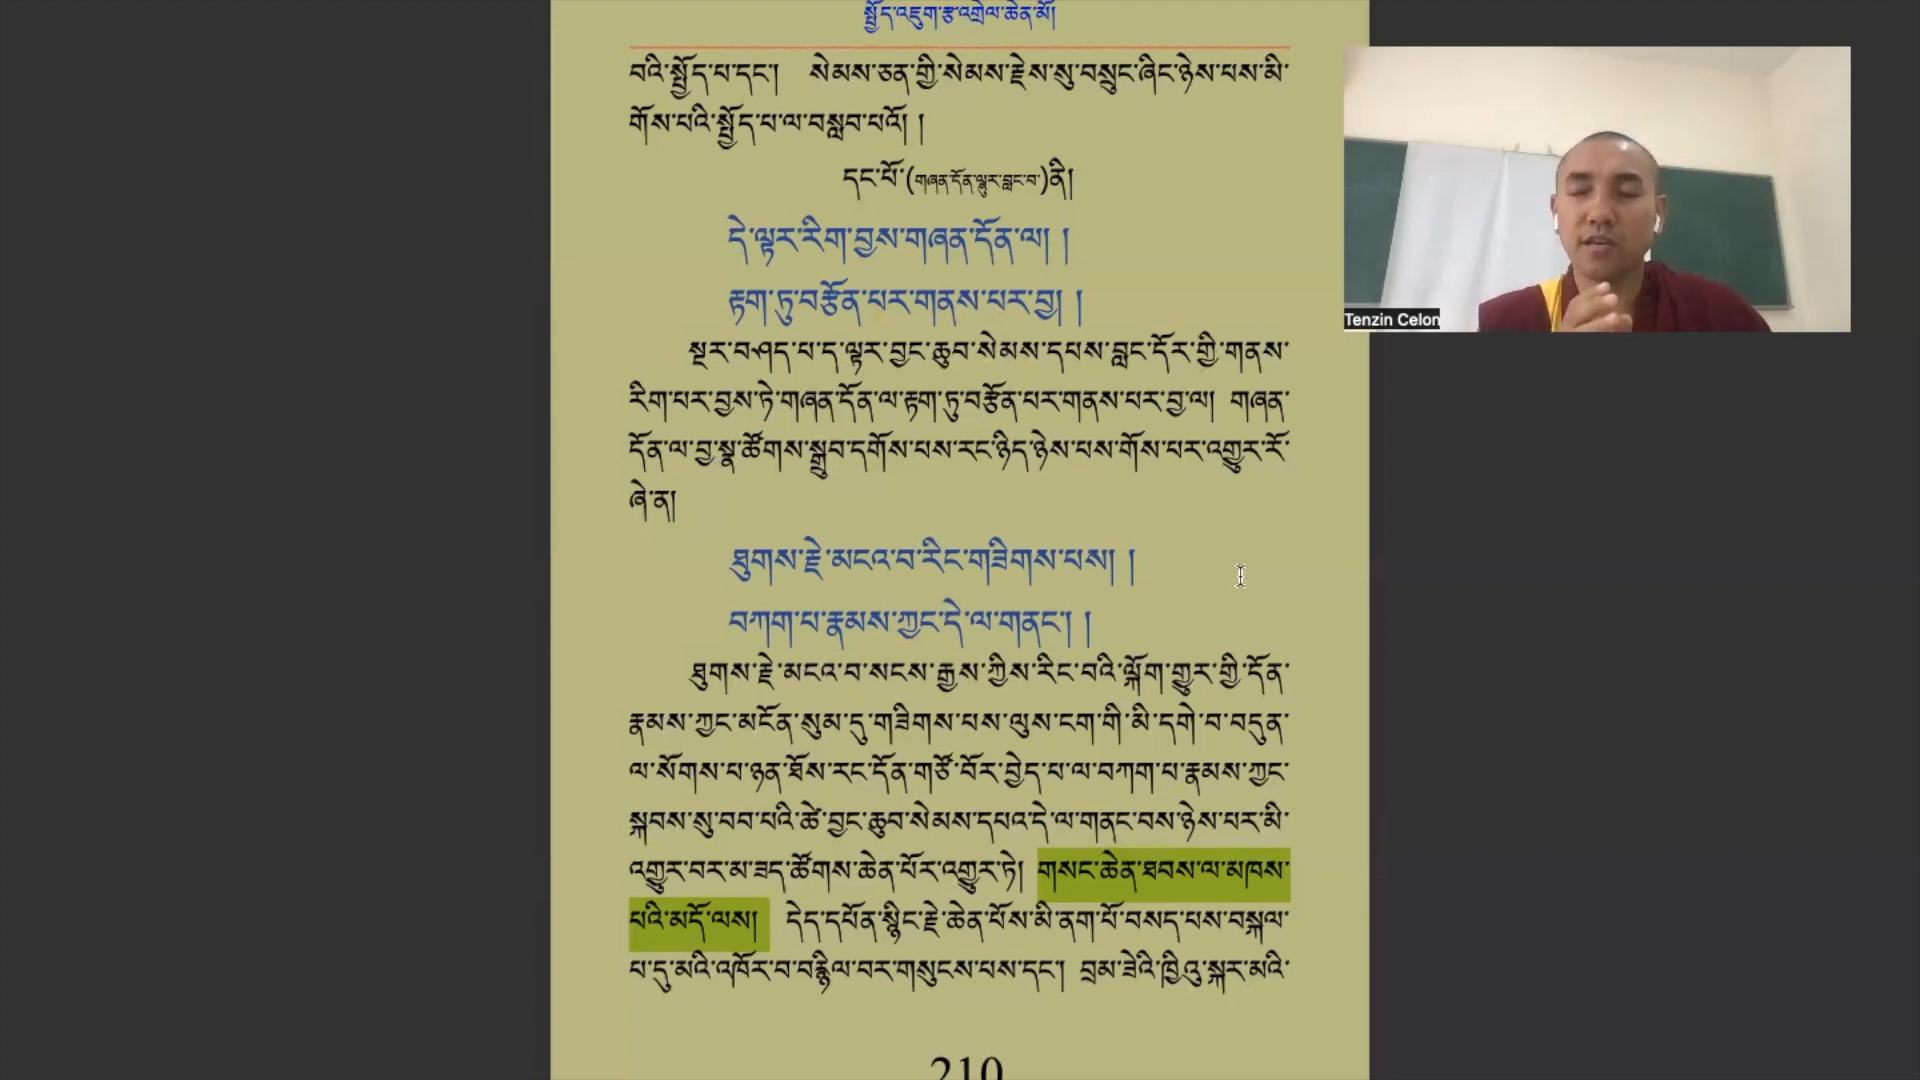 སྤྱོད་འཇུག་རྩ་འགྲེལ་ཆེན་མོ།
བའི་སྤྱོད་པ་དང་། སེམས་ཅན་གྱི་སེམས་རྗེས་སུ་བསྲུང་ཞིང་ཉེས་པས་མི་
གོས་པའི་སྤྱོད་པ་ལ་བསླབ་པའོ། །
དང་པོ་(གཞན་དོན་ལྷུར་བླང་བ་)ནི།
དེ་ལྟར་རིག་བྱས་གཞན་དོན་ལ། །
རྟག་ཏུ་བརྩོན་པར་གནས་པར་བྱ། །
སྔར་བཤད་པ་ད་ལྟར་བྱང་ཆུབ་སེམས་དཔས་བླང་དོར་གྱི་གནས་
རིག་པར་བྱས་ཏེ་གཞན་དོན་ལ་རྟག་ཏུ་བརྩོན་པར་གནས་པར་བྱ་ལ། གཞན་
དོན་ལ་བྱ་སྣ་ཚོགས་སྒྲུབ་དགོས་པས་རང་ཉིད་ཉེས་པས་གོས་པར་འགྱུར་རོ་
ཞེ་ན།
ཐུགས་རྗེ་མངའ་བ་རིང་གཟིགས་པས། །
བཀག་པ་རྣམས་ཀྱང་དེ་ལ་གནང་། །
ཐུགས་རྗེ་མངའ་བ་སངས་རྒྱས་ཀྱིས་རིང་བའི་ལྐོག་གྱུར་གྱི་དོན་
རྣམས་ཀྱང་མངོན་སུམ་དུ་གཟིགས་པས་ལུས་ངག་གི་མི་དགེ་བ་བདུན་
ལ་སོགས་པ་ཉན་ཐོས་རང་དོན་གཙོ་བོར་བྱེད་པ་ལ་བཀག་པ་རྣམས་ཀྱང་
སྐབས་སུ་བབ་པའི་ཚེ་བྱང་ཆུབ་སེམས་དཔའ་དེ་ལ་གནང་བས་ཉེས་པར་མི་
འགྱུར་བར་མ་ཟད་ཚོགས་ཆེན་པོར་འགྱུར་ཏེ། གསང་ཆེན་ཐབས་ལ་མཁས་
པའི་མདོ་ལས། དེད་དཔོན་སྙིང་རྗེ་ཆེན་པོས་མི་ནག་པོ་བསད་པས་བསྐལ་
པ་དུ་མའི་འཁོར་བ་བརྙིལ་བར་གསུངས་པས་དང་། བྲམ་ཟེའི་ཁྱིའུ་སྐར་མའི་
210
Tenzin Celon